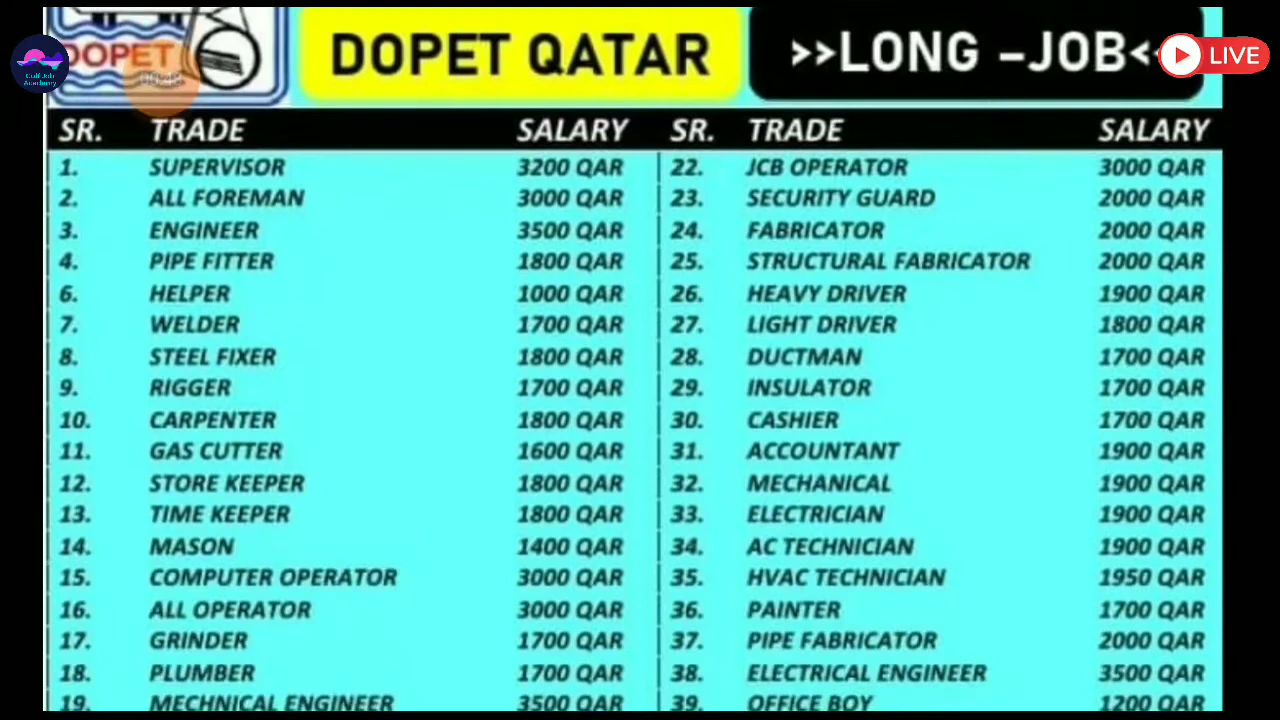 DOPET
DOPET QATAR
>>LONG -JOB<
LIVE
Gulf Job
Academy
00:48
SR. TRADE SALARY SR. TRADE SALARY
1. SUPERVISOR 3200 QAR 22. JCB OPERATOR 3000 QAR
2. ALL FOREMAN 3000 QAR 23. SECURITY GUARD 2000 QAR
3. ENGINEER 3500 QAR 24. FABRICATOR 2000 QAR
4. PIPE FITTER 1800 QAR 25. STRUCTURAL FABRICATOR 2000 QAR
6. HELPER 1000 QAR 26. HEAVY DRIVER 1900 QAR
7. WELDER 1700 QAR 27. LIGHT DRIVER 1800 QAR
8. STEEL FIXER 1800 QAR 28. DUCTMAN 1700 QAR
9. RIGGER 1700 QAR 29. INSULATOR 1700 QAR
10. CARPENTER 1800 QAR 30. CASHIER 1700 QAR
11. GAS CUTTER 1600 QAR 31. ACCOUNTANT 1900 QAR
12. STORE KEEPER 1800 QAR 32. MECHANICAL 1900 QAR
13. TIME KEEPER 1800 QAR 33. ELECTRICIAN 1900 QAR
14. MASON 1400 QAR 34. AC TECHNICIAN 1900 QAR
15. COMPUTER OPERATOR 3000 QAR 35. HVAC TECHNICIAN 1950 QAR
16. ALL OPERATOR 3000 QAR 36. PAINTER 1700 QAR
17. GRINDER 1700 QAR 37. PIPE FABRICATOR 2000 QAR
18. PLUMBER 1700 QAR 38. ELECTRICAL ENGINEER 3500 QAR
19. MECHNICAL ENGINEER 3500 QAR 39. OFFICE BOY 1200 QAR